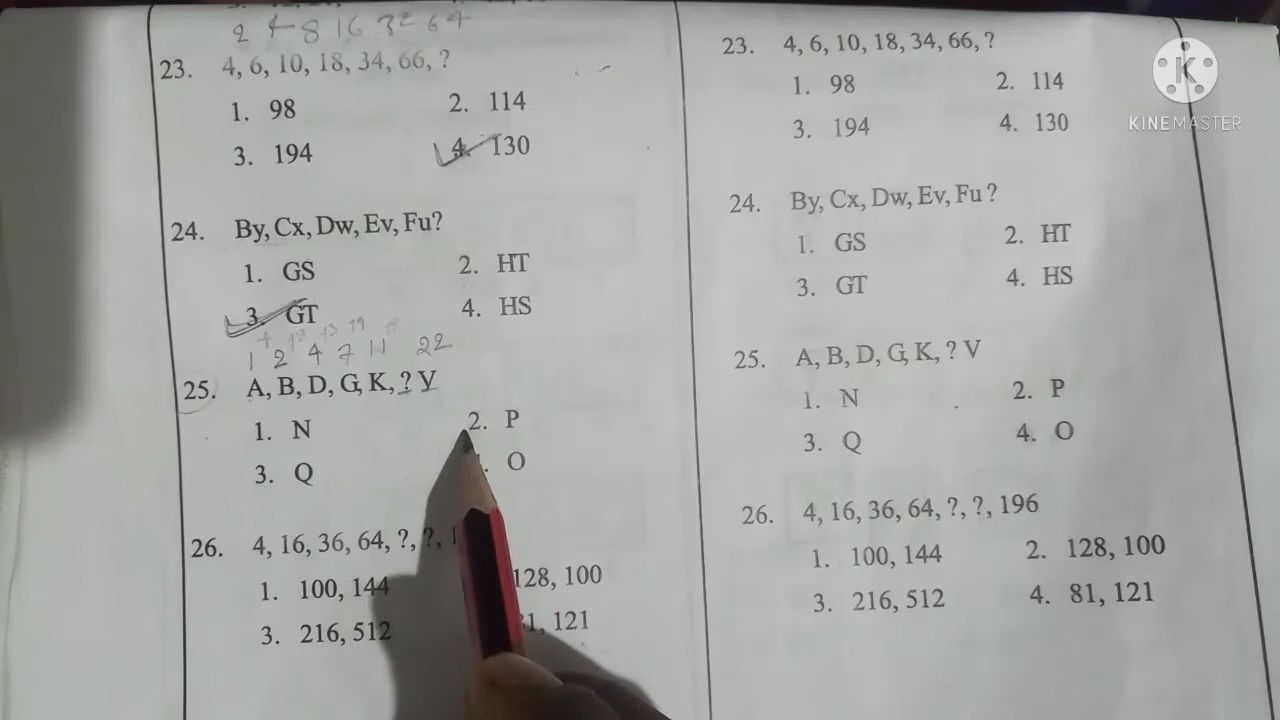 2 4 8 16 32 64
23. 4, 6, 10, 18, 34, 66, ?
1. 98 2. 114
3. 194 4. 130
24. By, Cx, Dw, Ev, Fu?
1. GS 2. HT
3. GT 4. HS
1 2 4 7 11 22
25. A, B, D, G, K, ? V
1. N 2. P
3. Q O
26. 4, 16, 36, 64, ?, ?,
1. 100, 144 128, 100
3. 216, 512 121
23. 4, 6, 10, 18, 34, 66, ?
1. 98 2. 114
3. 194 4. 130
24. By, Cx, Dw, Ev, Fu?
1. GS 2. HT
3. GT 4. HS
25. A, B, D, G, K, ? V
1. N 2. P
3. Q 4. O
26. 4, 16, 36, 64, ?, ?, 196
1. 100, 144 2. 128, 100
3. 216, 512 4. 81, 121
K
KINEMASTER